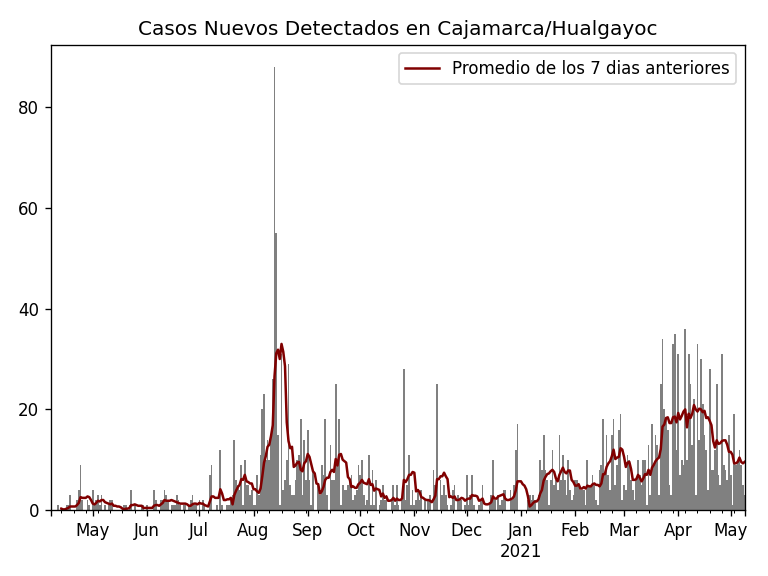 Casos Nuevos Detectados en Cajamarca/Hualgayoc
Promedio de los 7 dias anteriores
80
60
40
20
0
May Jun Jul Aug Sep Oct Nov Dec Jan Feb Mar Apr May
2021